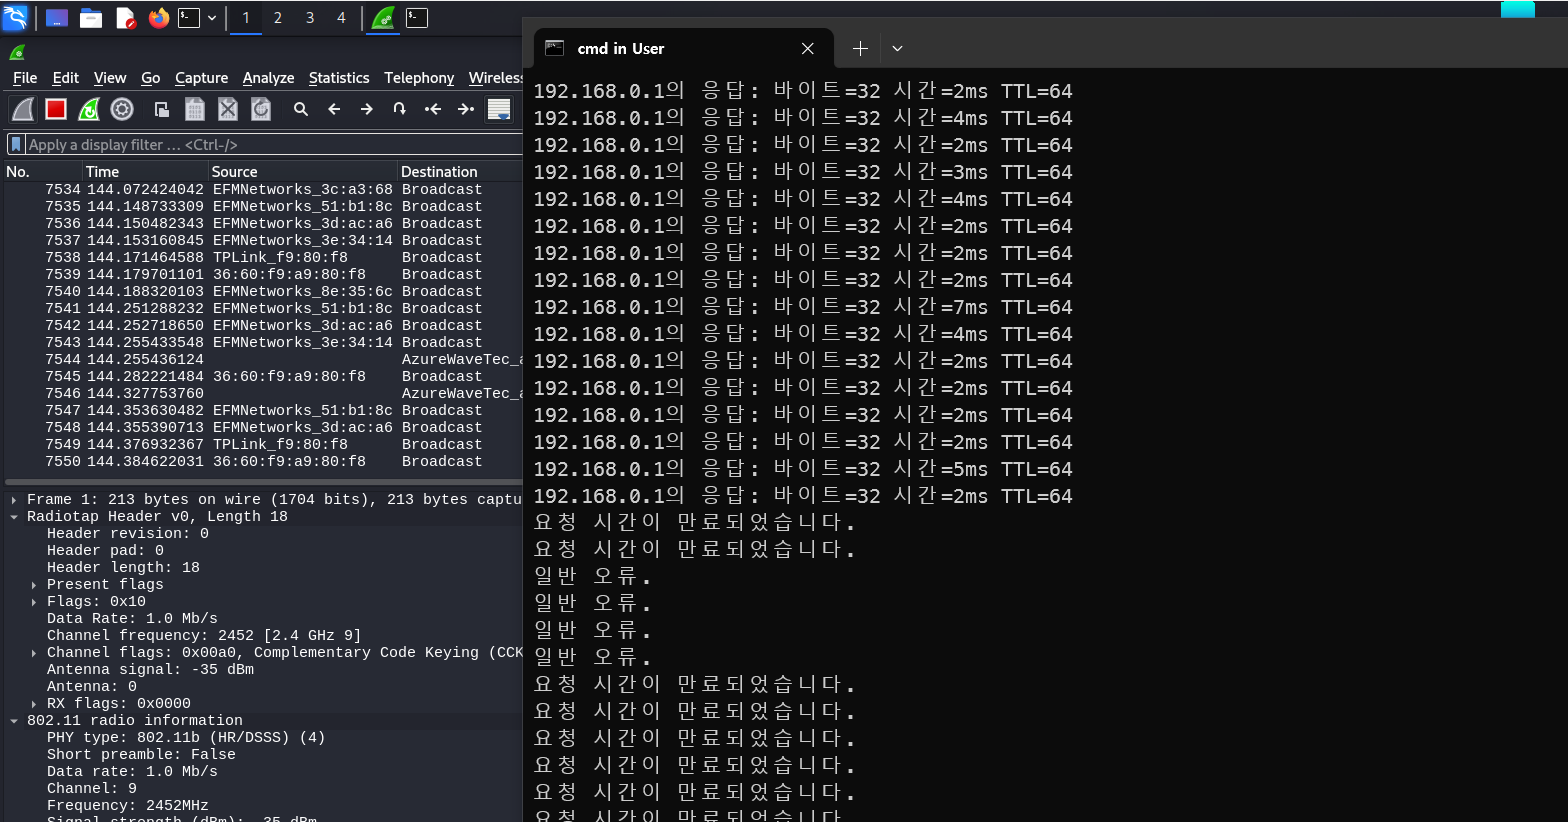 1 2 3 4
File Edit View Go Capture Analyze Statistics Telephony Wireless
Apply a display filter … <Ctrl-/>
No. Time Source Destination
7534 144.072424042 EFMNetworks_3c:a3:68 Broadcast
7535 144.148733309 EFMNetworks_51:b1:8c Broadcast
7536 144.150482343 EFMNetworks_3d:ac:a6 Broadcast
7537 144.153160845 EFMNetworks_3e:34:14 Broadcast
7538 144.171464588 TPLink_f9:80:f8 Broadcast
7539 144.179701101 36:60:f9:a9:80:f8 Broadcast
7540 144.188320103 EFMNetworks_8e:35:6c Broadcast
7541 144.251288232 EFMNetworks_51:b1:8c Broadcast
7542 144.252718650 EFMNetworks_3d:ac:a6 Broadcast
7543 144.255433548 EFMNetworks_3e:34:14 Broadcast
7544 144.255436124 AzureWaveTec_a
7545 144.282221484 36:60:f9:a9:80:f8 Broadcast
7546 144.327753760 AzureWaveTec_a
7547 144.353630482 EFMNetworks_51:b1:8c Broadcast
7548 144.355390713 EFMNetworks_3d:ac:a6 Broadcast
7549 144.376932367 TPLink_f9:80:f8 Broadcast
7550 144.384622031 36:60:f9:a9:80:f8 Broadcast
Frame 1: 213 bytes on wire (1704 bits), 213 bytes captu
Radiotap Header v0, Length 18
Header revision: 0
Header pad: 0
Header length: 18
Present flags
Flags: 0x10
Data Rate: 1.0 Mb/s
Channel frequency: 2452 [2.4 GHz 9]
Channel flags: 0x00a0, Complementary Code Keying (CCK
Antenna signal: -35 dBm
Antenna: 0
RX flags: 0x0000
802.11 radio information
PHY type: 802.11b (HR/DSSS) (4)
Short preamble: False
Data rate: 1.0 Mb/s
Channel: 9
Frequency: 2452MHz
Signal strength (dBm): -35 dBm
cmd in User
192.168.0.1의 응답: 바이트=32 시간=2ms TTL=64
192.168.0.1의 응답: 바이트=32 시간=4ms TTL=64
192.168.0.1의 응답: 바이트=32 시간=2ms TTL=64
192.168.0.1의 응답: 바이트=32 시간=3ms TTL=64
192.168.0.1의 응답: 바이트=32 시간=4ms TTL=64
192.168.0.1의 응답: 바이트=32 시간=2ms TTL=64
192.168.0.1의 응답: 바이트=32 시간=2ms TTL=64
192.168.0.1의 응답: 바이트=32 시간=2ms TTL=64
192.168.0.1의 응답: 바이트=32 시간=7ms TTL=64
192.168.0.1의 응답: 바이트=32 시간=4ms TTL=64
192.168.0.1의 응답: 바이트=32 시간=2ms TTL=64
192.168.0.1의 응답: 바이트=32 시간=2ms TTL=64
192.168.0.1의 응답: 바이트=32 시간=2ms TTL=64
192.168.0.1의 응답: 바이트=32 시간=2ms TTL=64
192.168.0.1의 응답: 바이트=32 시간=5ms TTL=64
192.168.0.1의 응답: 바이트=32 시간=2ms TTL=64
요청 시간이 만료되었습니다.
요청 시간이 만료되었습니다.
일반 오류.
일반 오류.
일반 오류.
일반 오류.
요청 시간이 만료되었습니다.
요청 시간이 만료되었습니다.
요청 시간이 만료되었습니다.
요청 시간이 만료되었습니다.
요청 시간이 만료되었습니다.
요청 시간이 만료되었습니다.